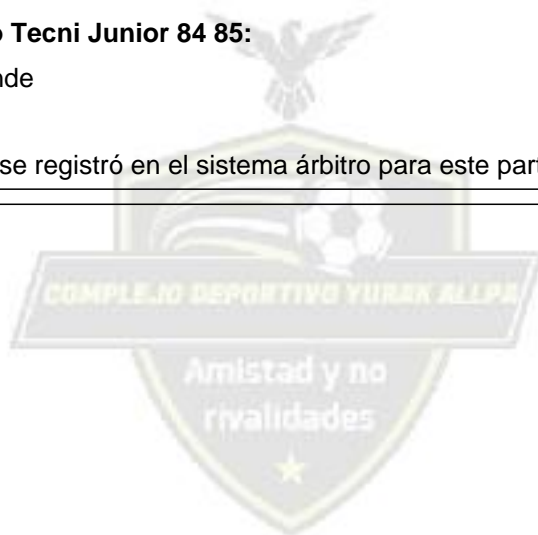 o Tecni Junior 84 85:
nde
se registró en el sistema árbitro para este par
COMPLEJO DEPORTIVO YURAK ALLPA
Amistad y no
rivalidades